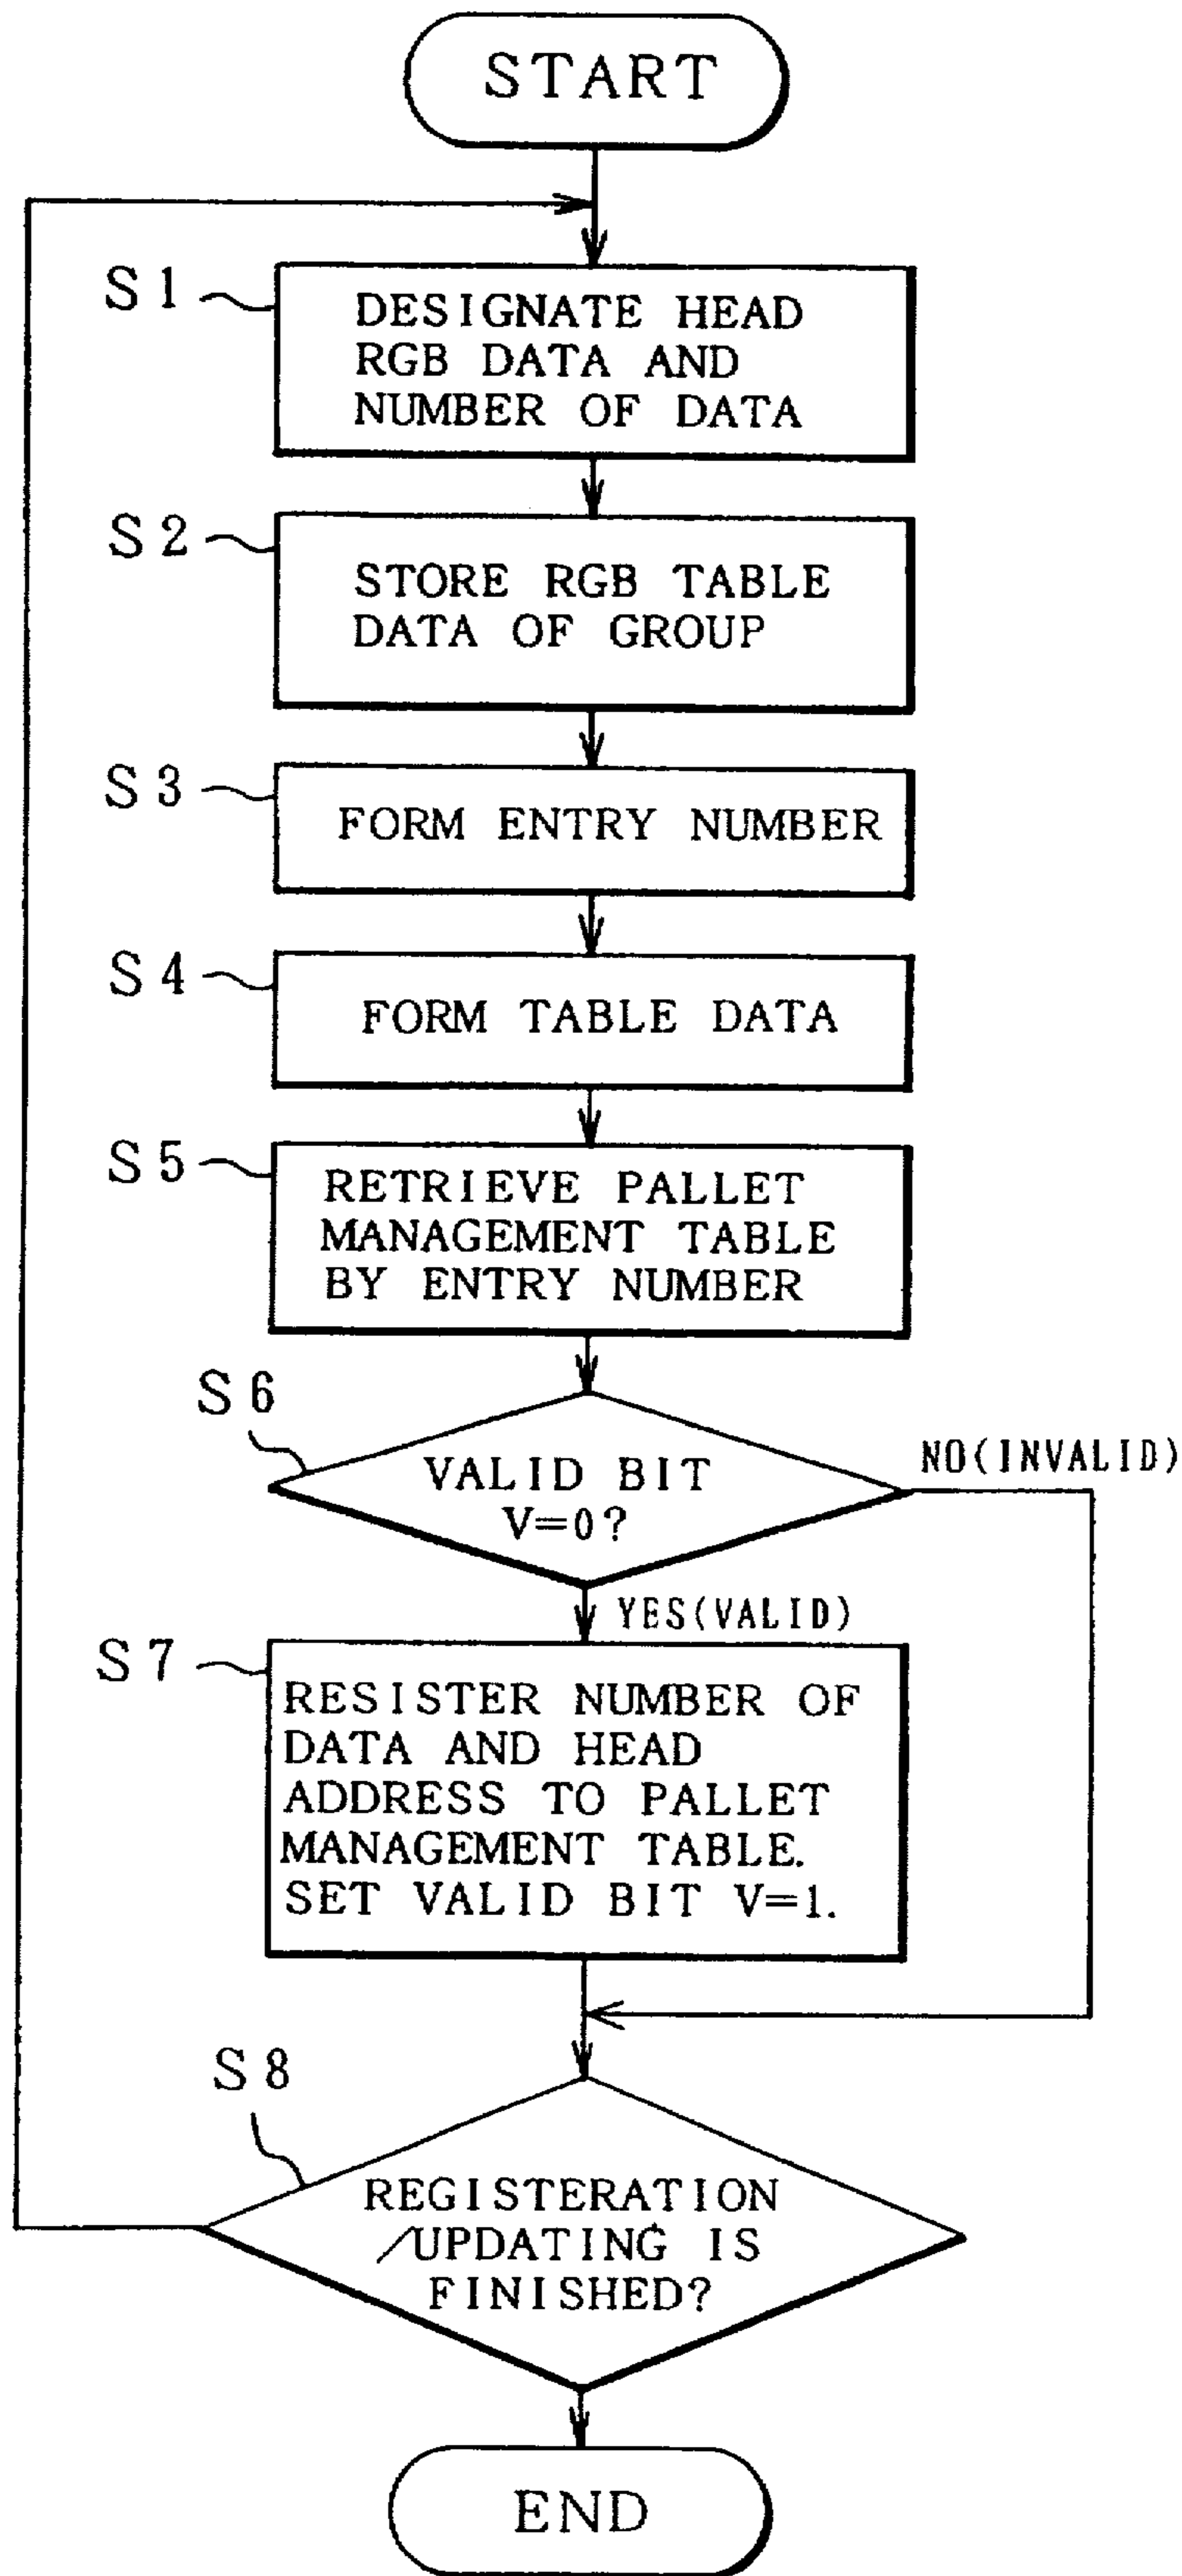 START
S1
DESIGNATE HEAD
RGB DATA AND
NUMBER OF DATA
S2
STORE RGB TABLE
DATA OF GROUP
S3
FORM ENTRY NUMBER
S4
FORM TABLE DATA
S5
RETRIEVE PALLET
MANAGEMENT TABLE
BY ENTRY NUMBER
S6
VALID BIT
V=0?
NO(INVALID)
YES(VALID)
S7
RESISTER NUMBER OF
DATA AND HEAD
ADDRESS TO PALLET
MANAGEMENT TABLE.
SET VALID BIT V=1.
S8
REGISTERATION
/UPDATING IS
FINISHED?
END